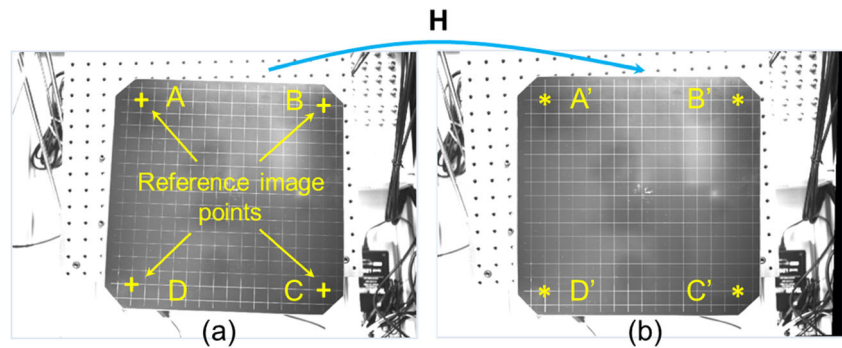 H
A
B
Reference image
points
D
C
(a)
A’
B’
D’
C’
(b)